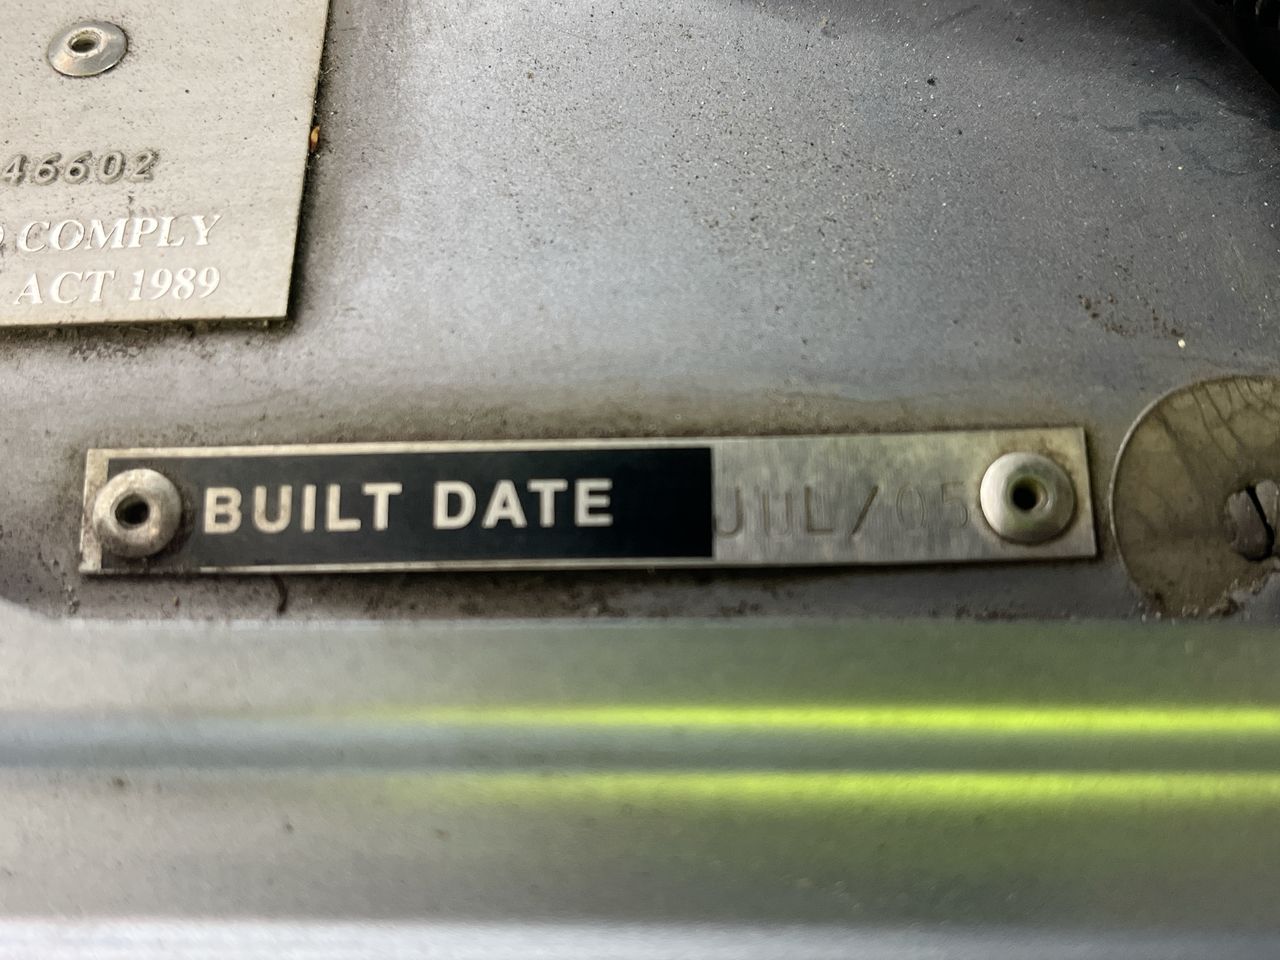 46602
COMPLY
ACT 1989
BUILT DATE JUL/05